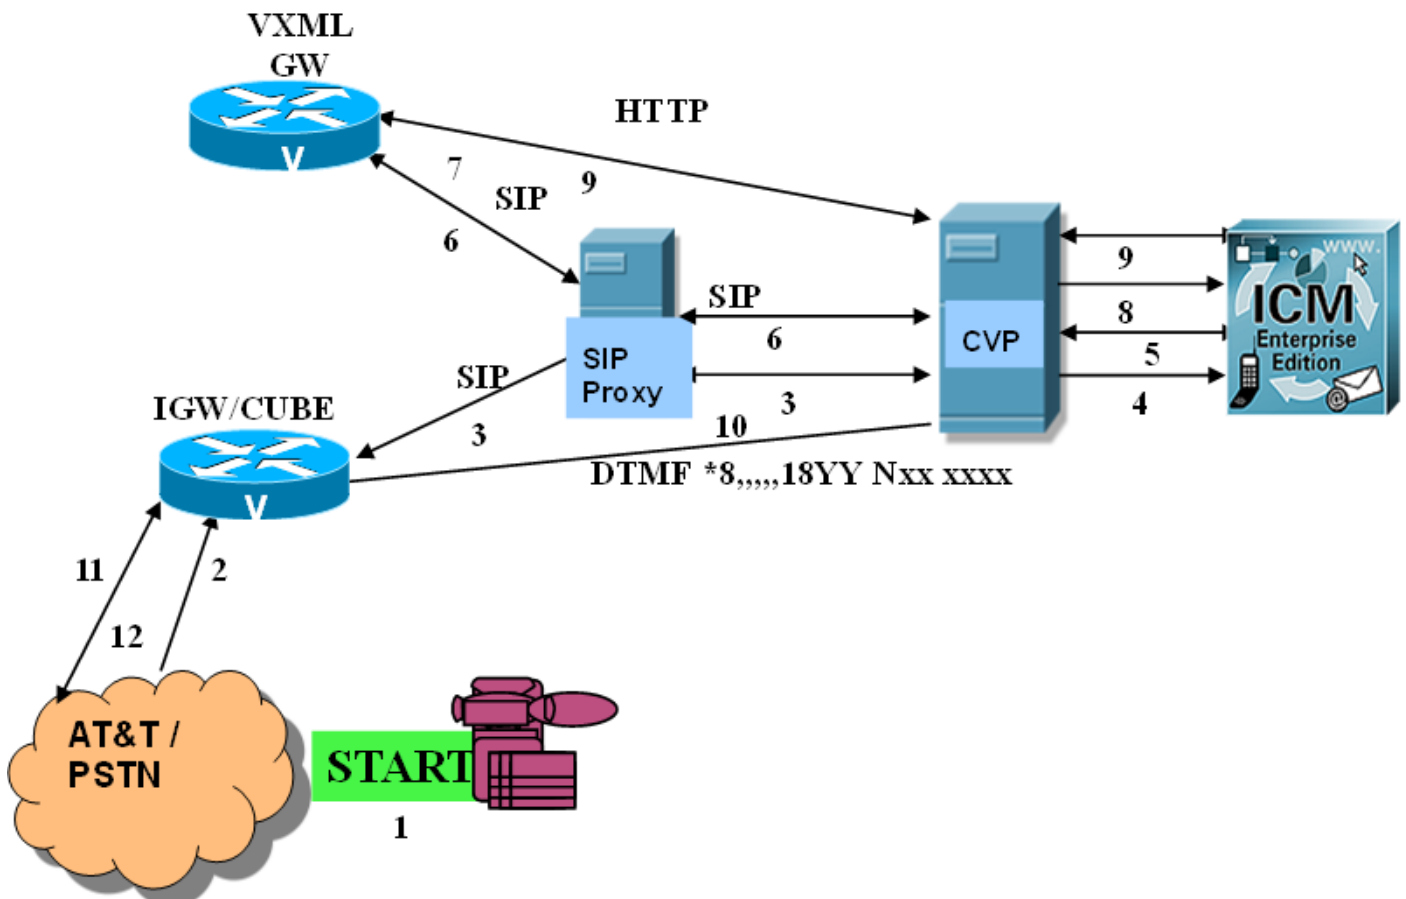 VXML
GW
HTTP
7
9
SIP
6
www.
ICM
Enterprise
Edition
9
8
5
4
SIP
6
CVP
SIP
Proxy
3
SIP
3
IGW/CUBE
V
V
10
DTMF *8,,,,,18YY Nxx xxxx
11
2
12
AT&T /
PSTN
START
1